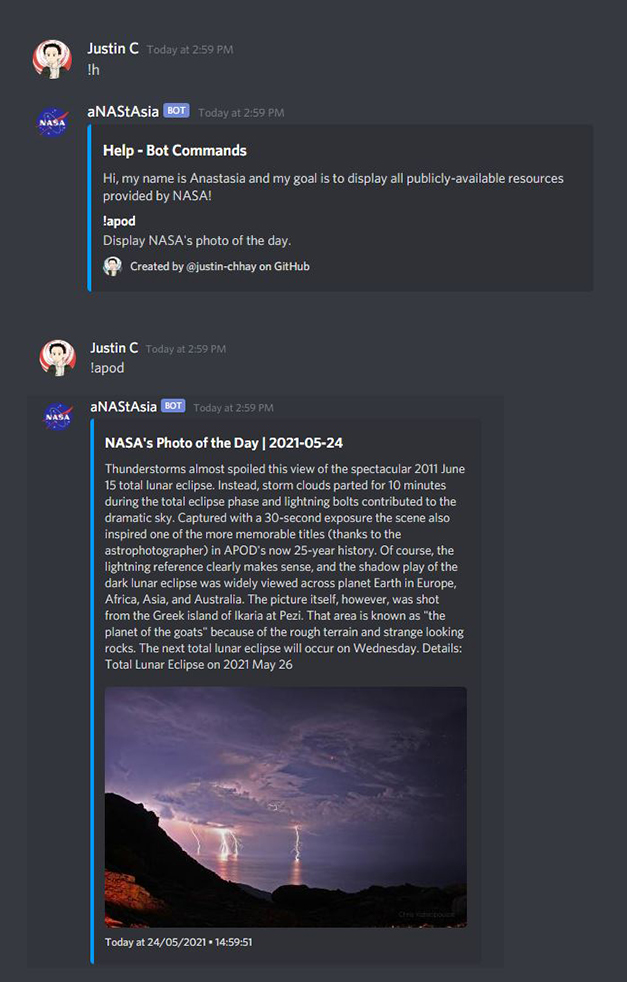 Justin C Today at 2:59 PM
!h
NASA
aNAStAsia BOT Today at 2:59 PM
Help - Bot Commands
Hi, my name is Anastasia and my goal is to display all publicly-available resources
provided by NASA!
!apod
Display NASA's photo of the day.
Created by @justin-chhay on GitHub
Justin C Today at 2:59 PM
!apod
NASA
aNAStAsia BOT Today at 2:59 PM
NASA's Photo of the Day | 2021-05-24
Thunderstorms almost spoiled this view of the spectacular 2011 June
15 total lunar eclipse. Instead, storm clouds parted for 10 minutes
during the total eclipse phase and lightning bolts contributed to the
dramatic sky. Captured with a 30-second exposure the scene also
inspired one of the more memorable titles (thanks to the
astrophotographer) in APOD's now 25-year history. Of course, the
lightning reference clearly makes sense, and the shadow play of the
dark lunar eclipse was widely viewed across planet Earth in Europe,
Africa, Asia, and Australia. The picture itself, however, was shot
from the Greek island of Ikaria at Pezi. That area is known as "the
planet of the goats" because of the rough terrain and strange looking
rocks. The next total lunar eclipse will occur on Wednesday. Details:
Total Lunar Eclipse on 2021 May 26
Today at 24/05/2021 • 14:59:51